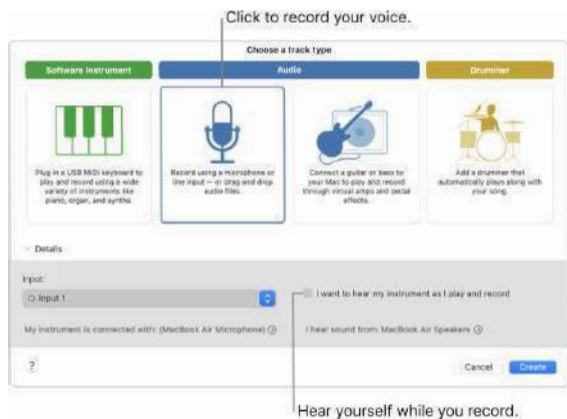 Click to record your voice.
Choose a track type
Software Instrument
Audio
Drummer
Plug in a USB MIDI keyboard to
play and record using a wide
variety of instruments like
piano, organ, and synths.
Record using a microphone or
line input — or drag and drop
audio files.
Connect a guitar or bass to
your Mac to play and record
through virtual amps and pedal
effects.
Add a drummer that
automatically plays along with
your song.
Details
Input:
Input 1
I want to hear my instrument as I play and record
My instrument is connected with: (MacBook Air Microphone)
I hear sound from: MacBook Air Speakers
?
Cancel
Create
Hear yourself while you record.